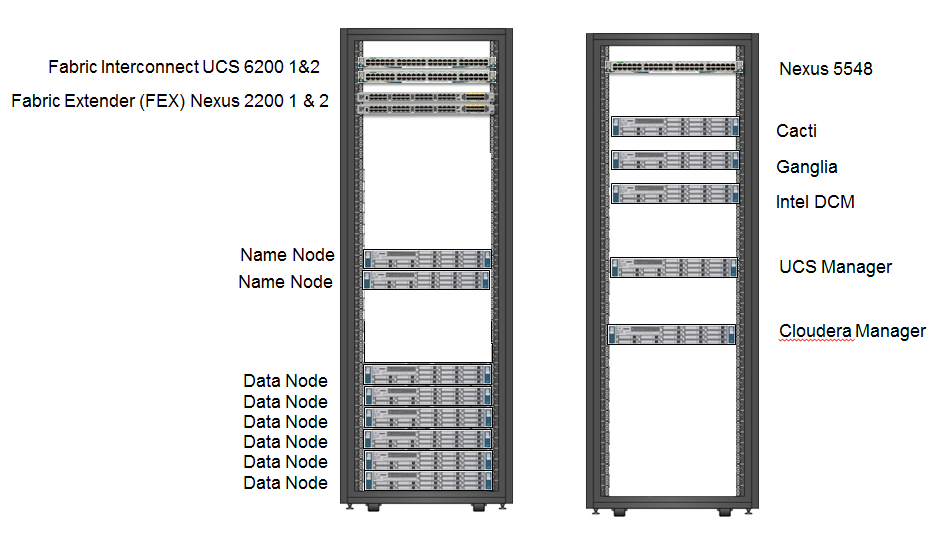 Fabric Interconnect UCS 6200 1&2
Fabric Extender (FEX) Nexus 2200 1 & 2
Name Node
Name Node
Data Node
Data Node
Data Node
Data Node
Data Node
Data Node
Nexus 5548
Cacti
Ganglia
Intel DCM
UCS Manager
Cloudera Manager